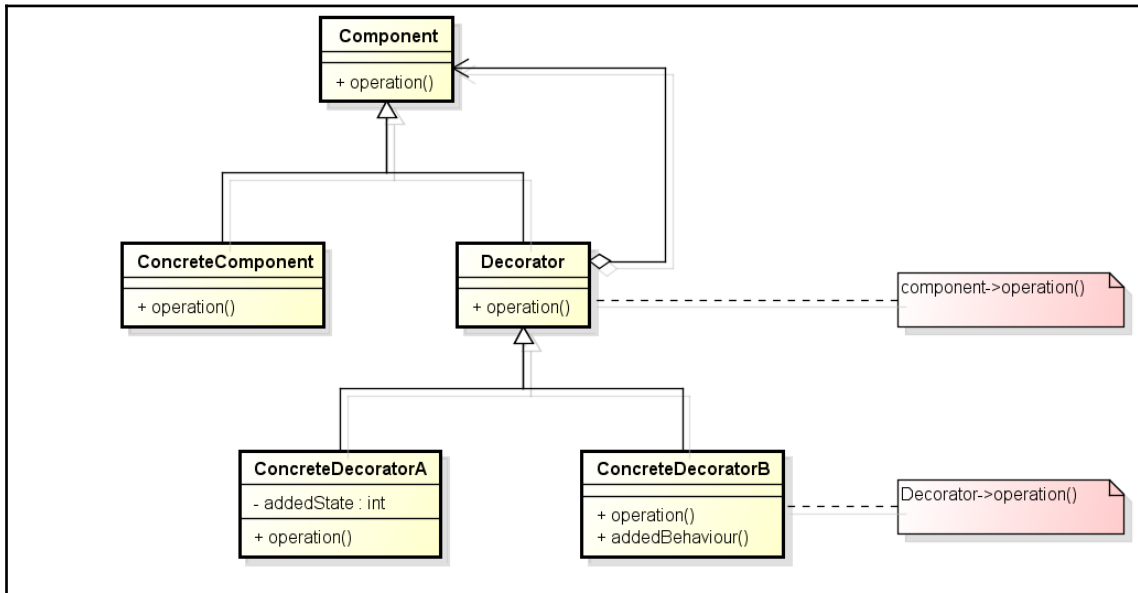 Component
+ operation()
ConcreteComponent
+ operation()
Decorator
+ operation()
component->operation()
ConcreteDecoratorA
- addedState : int
+ operation()
ConcreteDecoratorB
+ operation()
+ addedBehaviour()
Decorator->operation()